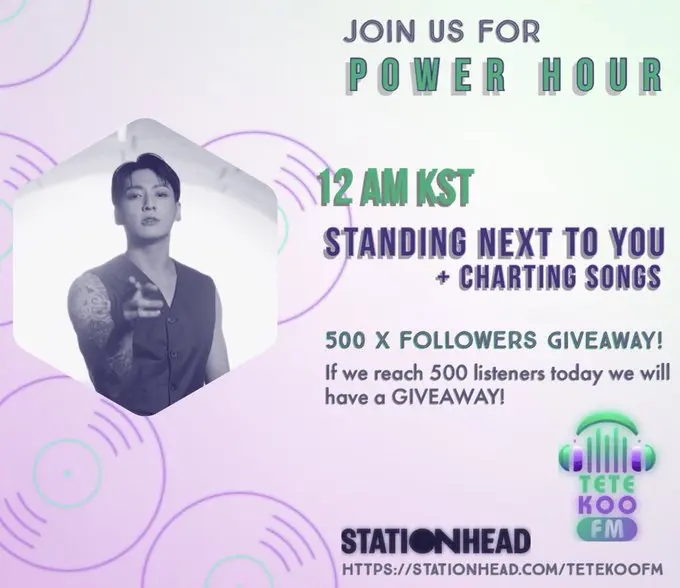 JOIN US FOR
POWER HOUR
12 AM KST
STANDING NEXT TO YOU
+ CHARTING SONGS
500 X FOLLOWERS GIVEAWAY!
If we reach 500 listeners today we will
have a GIVEAWAY!
TETE
KOO
FM
STATIONHEAD
HTTPS://STATIONHEAD.COM/TETEKOOFM